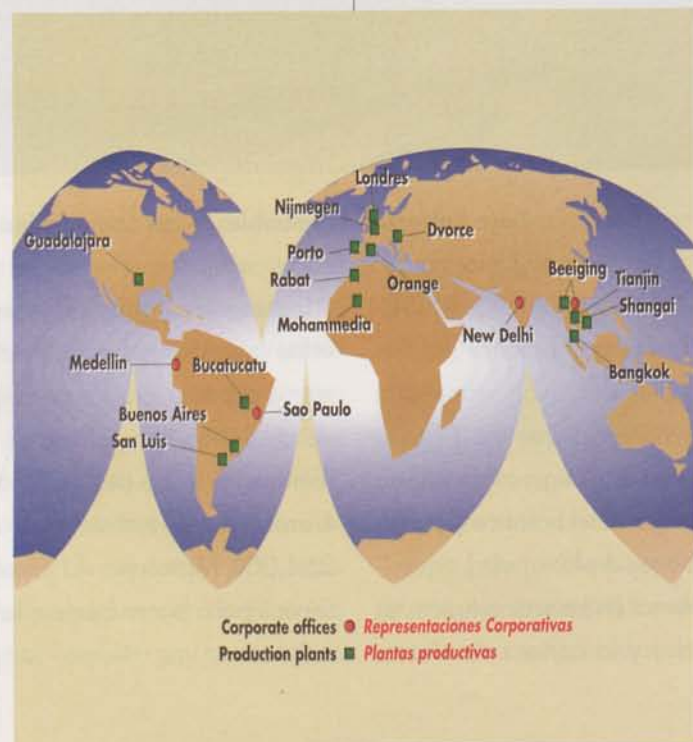 Londres
Nijmegen
Dvorce
Guadalajara
Porto
Beeiging
Tianjin
Rabat
Orange
Shangai
Mohammedia
New Delhi
Medellin
Bucatucatu
Bangkok
Buenos Aires
Sao Paulo
San Luis
Corporate offices Representaciones Corporativas
Production plants Plantas productivas